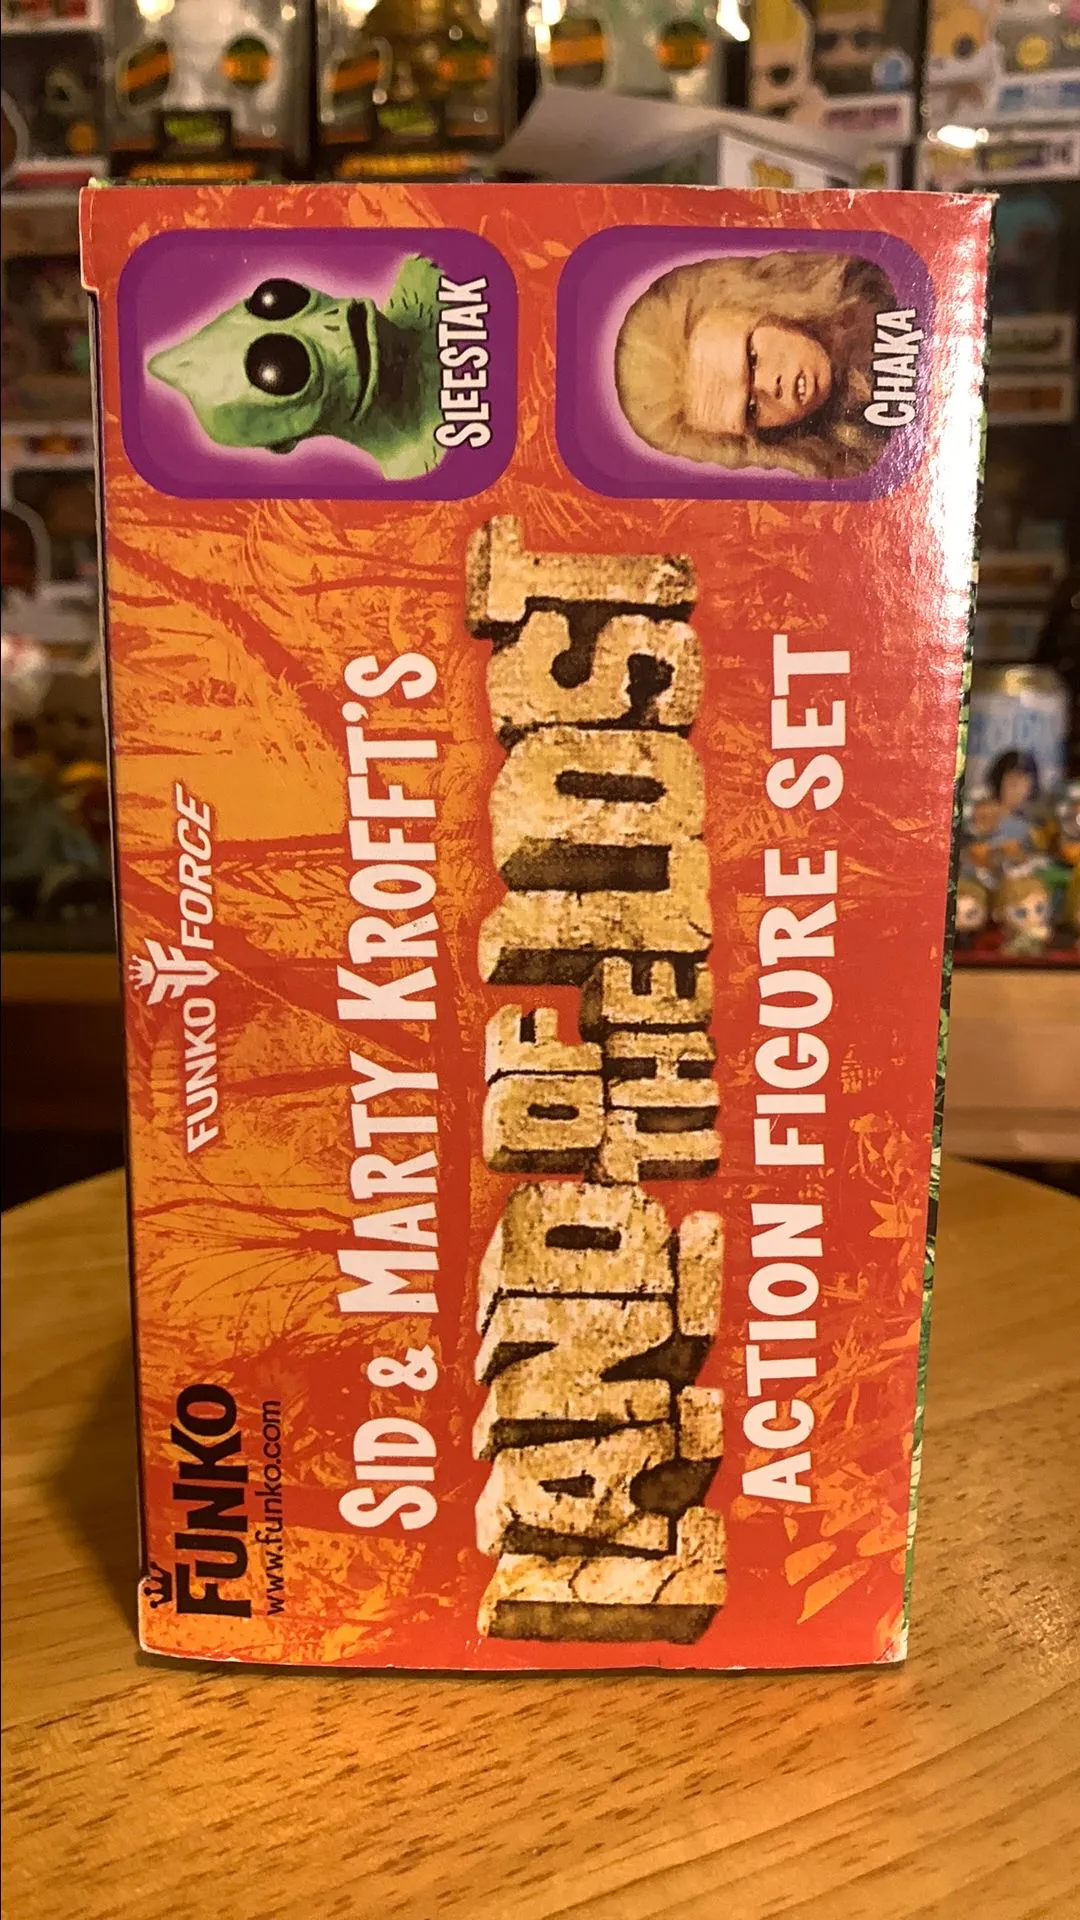 FUNKO
www.funko.com
FUNKO FORCE
SID & MARTY KROFFT'S
LAND OF THE LOST
ACTION FIGURE SET
SLEESTAK
CHAKA